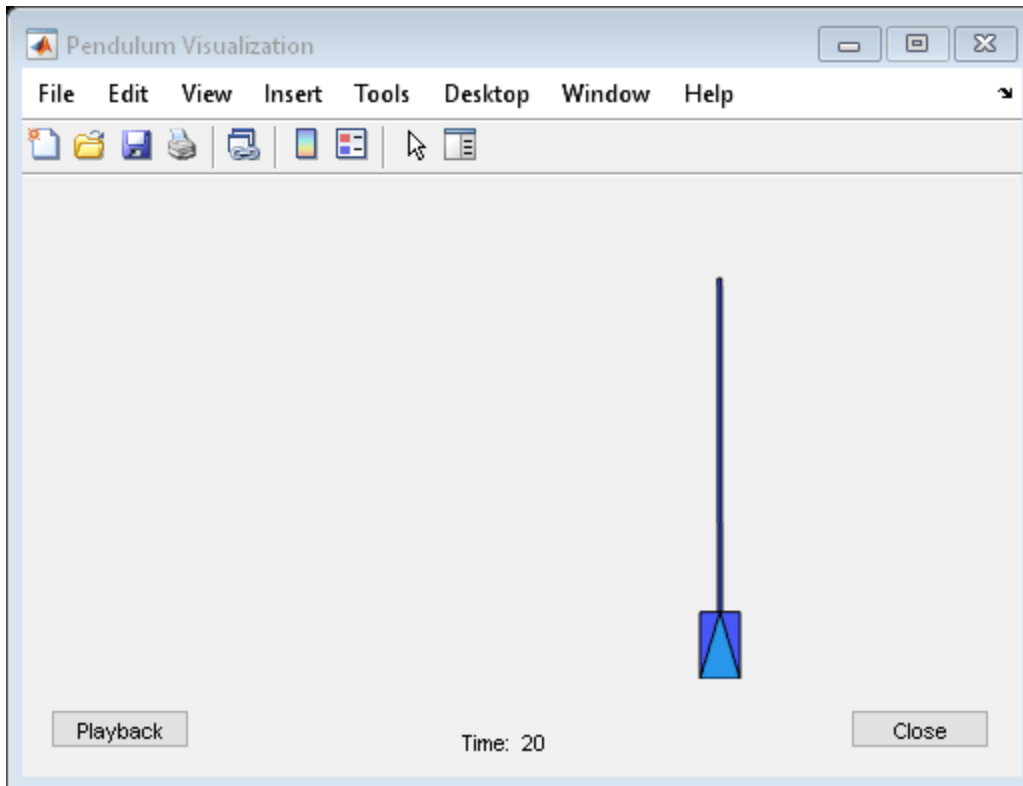 Pendulum Visualization
File Edit View Insert Tools Desktop Window Help
Playback Time: 20 Close